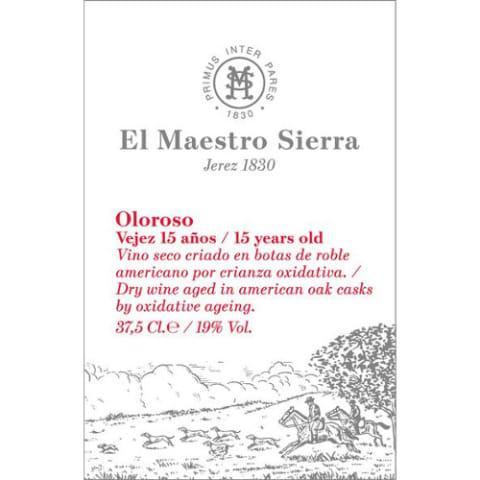 PRIMUS INTER PARES
MS
· 1830 ·
El Maestro Sierra
Jerez 1830
Oloroso
Vejez 15 años / 15 years old
Vino seco criado en botas de roble
americano por crianza oxidativa. /
Dry wine aged in american oak casks
by oxidative ageing.
37,5 Cl.℮ / 19% Vol.